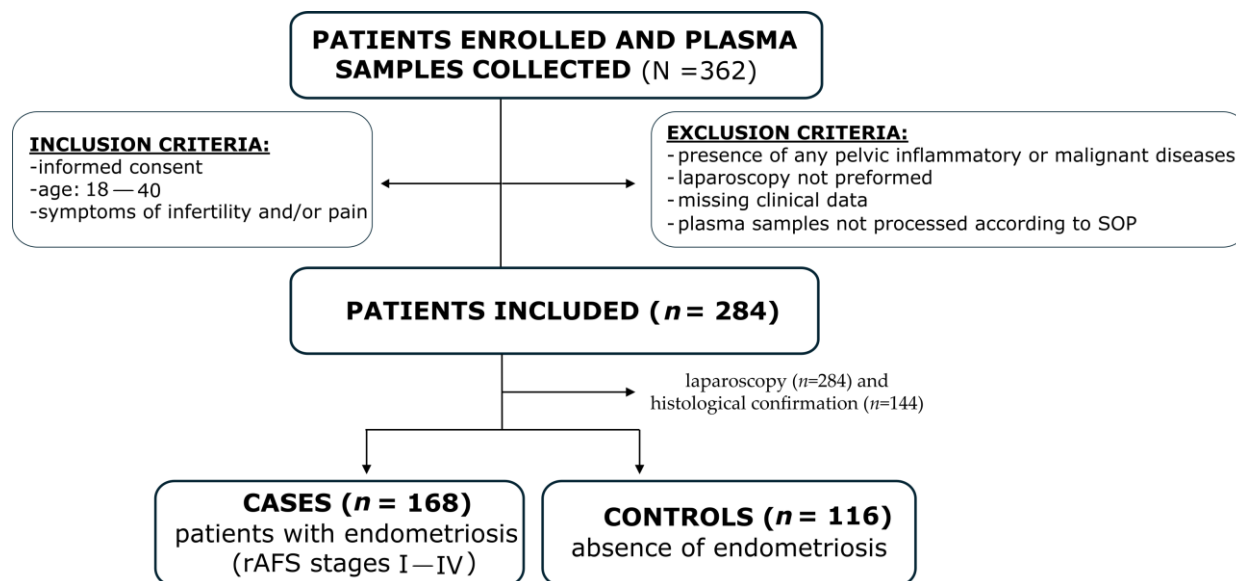 PATIENTS ENROLLED AND PLASMA
SAMPLES COLLECTED (N =362)
INCLUSION CRITERIA:
-informed consent
-age: 18 — 40
-symptoms of infertility and/or pain
EXCLUSION CRITERIA:
-presence of any pelvic inflammatory or malignant diseases
-laparoscopy not preformed
-missing clinical data
-plasma samples not processed according to SOP
PATIENTS INCLUDED (n = 284)
laparoscopy (n=284) and
histological confirmation (n=144)
CASES (n = 168)
patients with endometriosis
(rAFS stages I—IV)
CONTROLS (n = 116)
absence of endometriosis